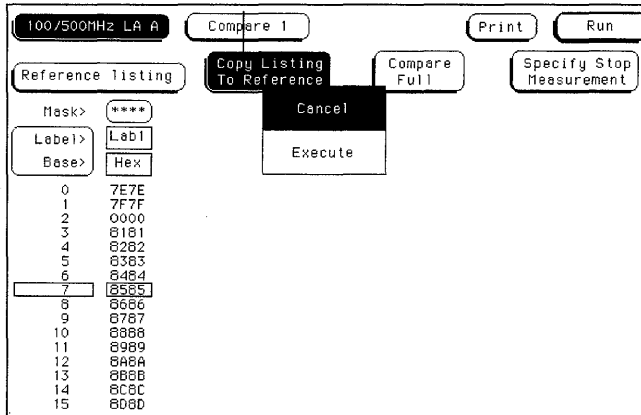 100/500MHz LA A Compare 1 Print Run
Reference listing Copy Listing To Reference Compare Full Specify Stop Measurement
Cancel
Execute
Mask> ****
Label> Lab1
Base> Hex
0 7E7E
1 7F7F
2 0000
3 8181
4 8282
5 8383
6 8484
7 8585
8 8686
9 8787
10 8888
11 8989
12 8A8A
13 8B8B
14 8C8C
15 8D8D